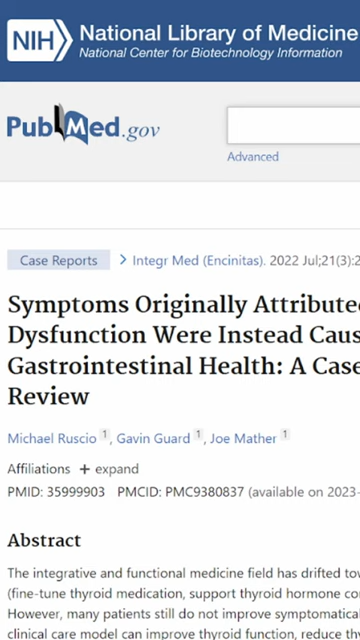 NIH National Library of Medicine
National Center for Biotechnology Information
PubMed.gov
Advanced
Case Reports > Integr Med (Encinitas). 2022 Jul;21(3):2
Symptoms Originally Attributed
Dysfunction Were Instead Caus
Gastrointestinal Health: A Case
Review
Michael Ruscio 1, Gavin Guard 1, Joe Mather 1
Affiliations + expand
PMID: 35999903 PMCID: PMC9380837 (available on 2023-
Abstract
The integrative and functional medicine field has drifted tow
(fine-tune thyroid medication, support thyroid hormone co
However, many patients still do not improve symptomatical
clinical care model can improve thyroid function, reduce th